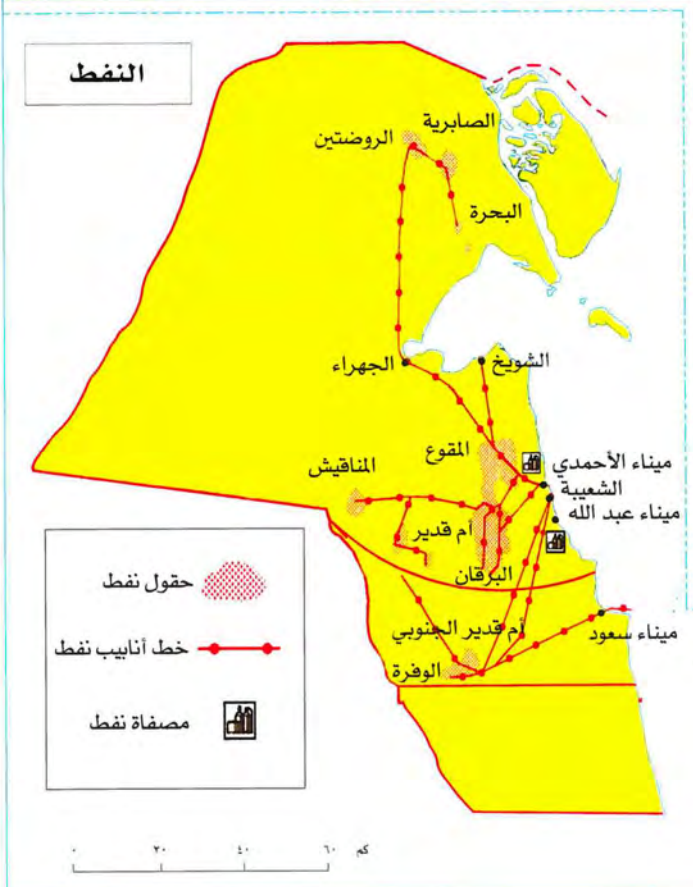 النفط
الصابرية
الروضتين
البحرة
الجهراء
الشويخ
المقوع
ميناء الأحمدي
المناقيش
الشعيبة
أم قدير
ميناء عبد الله
البرقان
حقول نفط
أم قدير الجنوبي
ميناء سعود
خط أنابيب نفط
الوفرة
مصفاة نفط
٠ ٢٠ ٤٠ ٦٠ كم